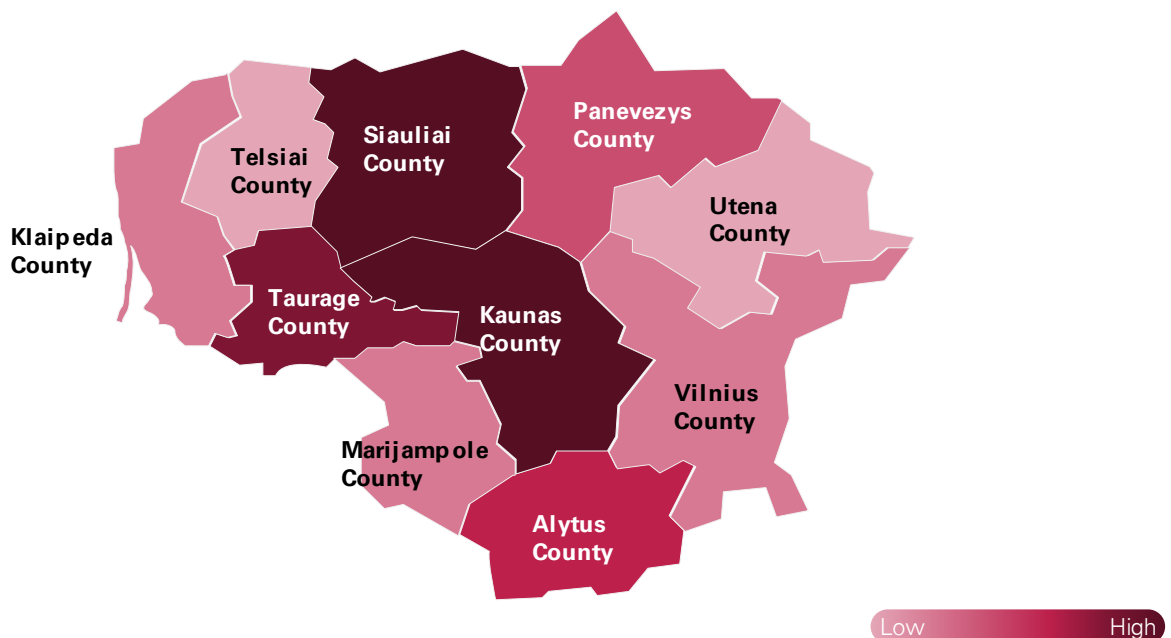 Panevezys
County
Siauliai
County
Telsiai
County
Utena
County
Klaipeda
County
Taurage
County
Kaunas
County
Vilnius
County
Marijampole
County
Alytus
County
Low High